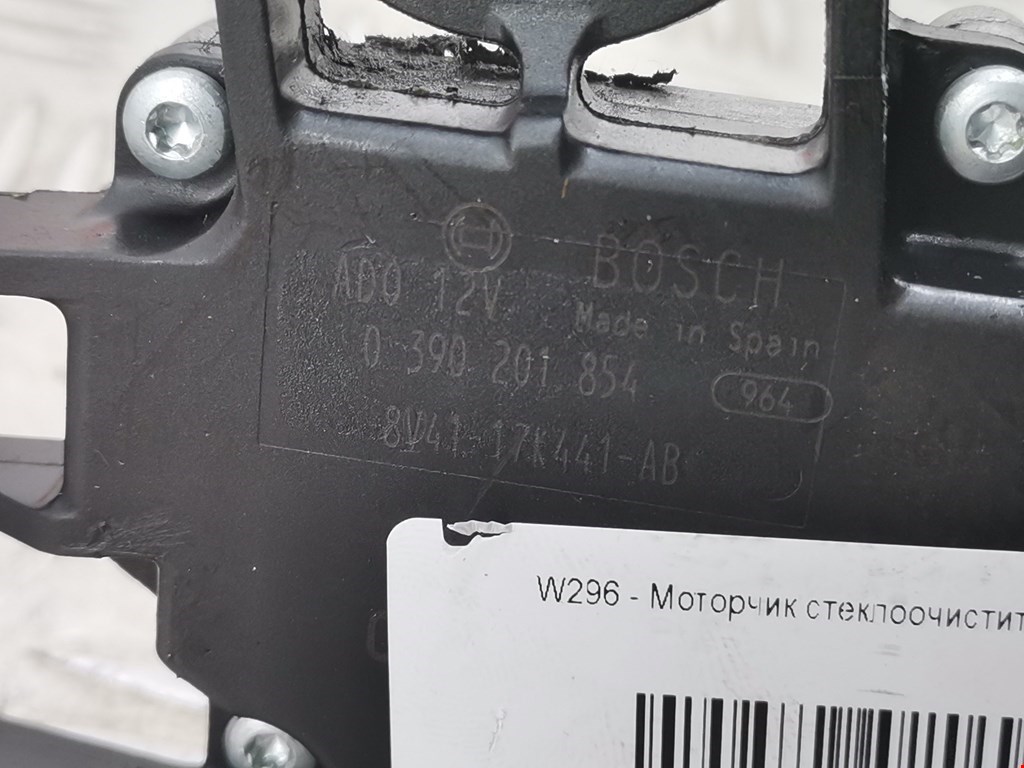 BOSCH
ADO 12V
Made in Spain
0 390 201 854
964
8V41-17K441-AB
W296 - Моторчик стеклоочистит